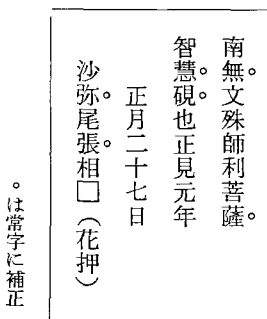 南無。文殊師利菩薩。
智慧。硯。也正見元年
正月二十七日
沙弥。尾張。相□（花押）
。は常字に補正